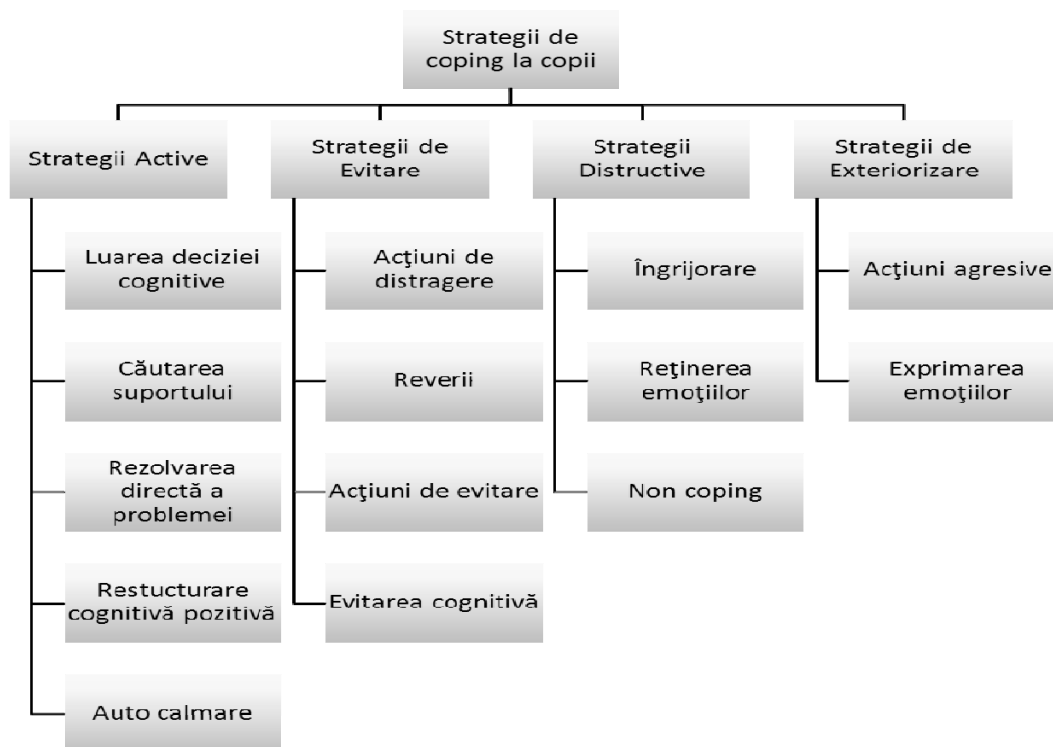 Strategii de
coping la copii
Strategii Active
Strategii de
Evitare
Strategii
Distructive
Strategii de
Exteriorizare
Luarea deciziei
cognitive
Căutarea
suportului
Rezolvarea
directă a
problemei
Restucturare
cognitivă pozitivă
Auto calmare
Acţiuni de
distragere
Reverii
Acţiuni de evitare
Evitarea cognitivă
Îngrijorare
Reţinerea
emoţiilor
Non coping
Acţiuni agresive
Exprimarea
emoţiilor